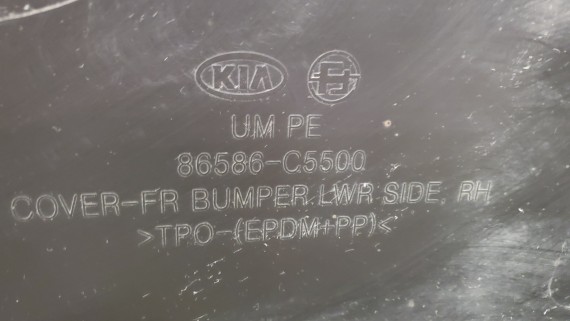 KIA
UM PE
86586-C5500
COVER-FR BUMPER LWR SIDE, RH
>TPO-(EPDM+PP)<